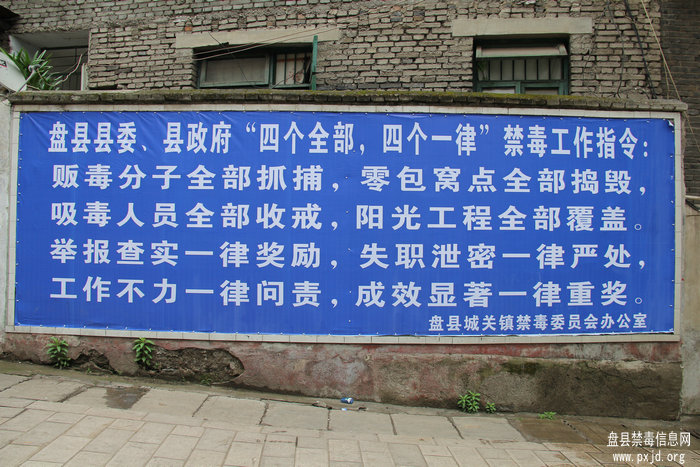 盘县县委、县政府“四个全部，四个一律”禁毒工作指令：
贩毒分子全部抓捕，零包窝点全部捣毁，
吸毒人员全部收戒，阳光工程全部覆盖。
举报查实一律奖励，失职泄密一律严处，
工作不力一律问责，成效显著一律重奖。
盘县城关镇禁毒委员会办公室
盘县禁毒信息网
www.pxjd.org